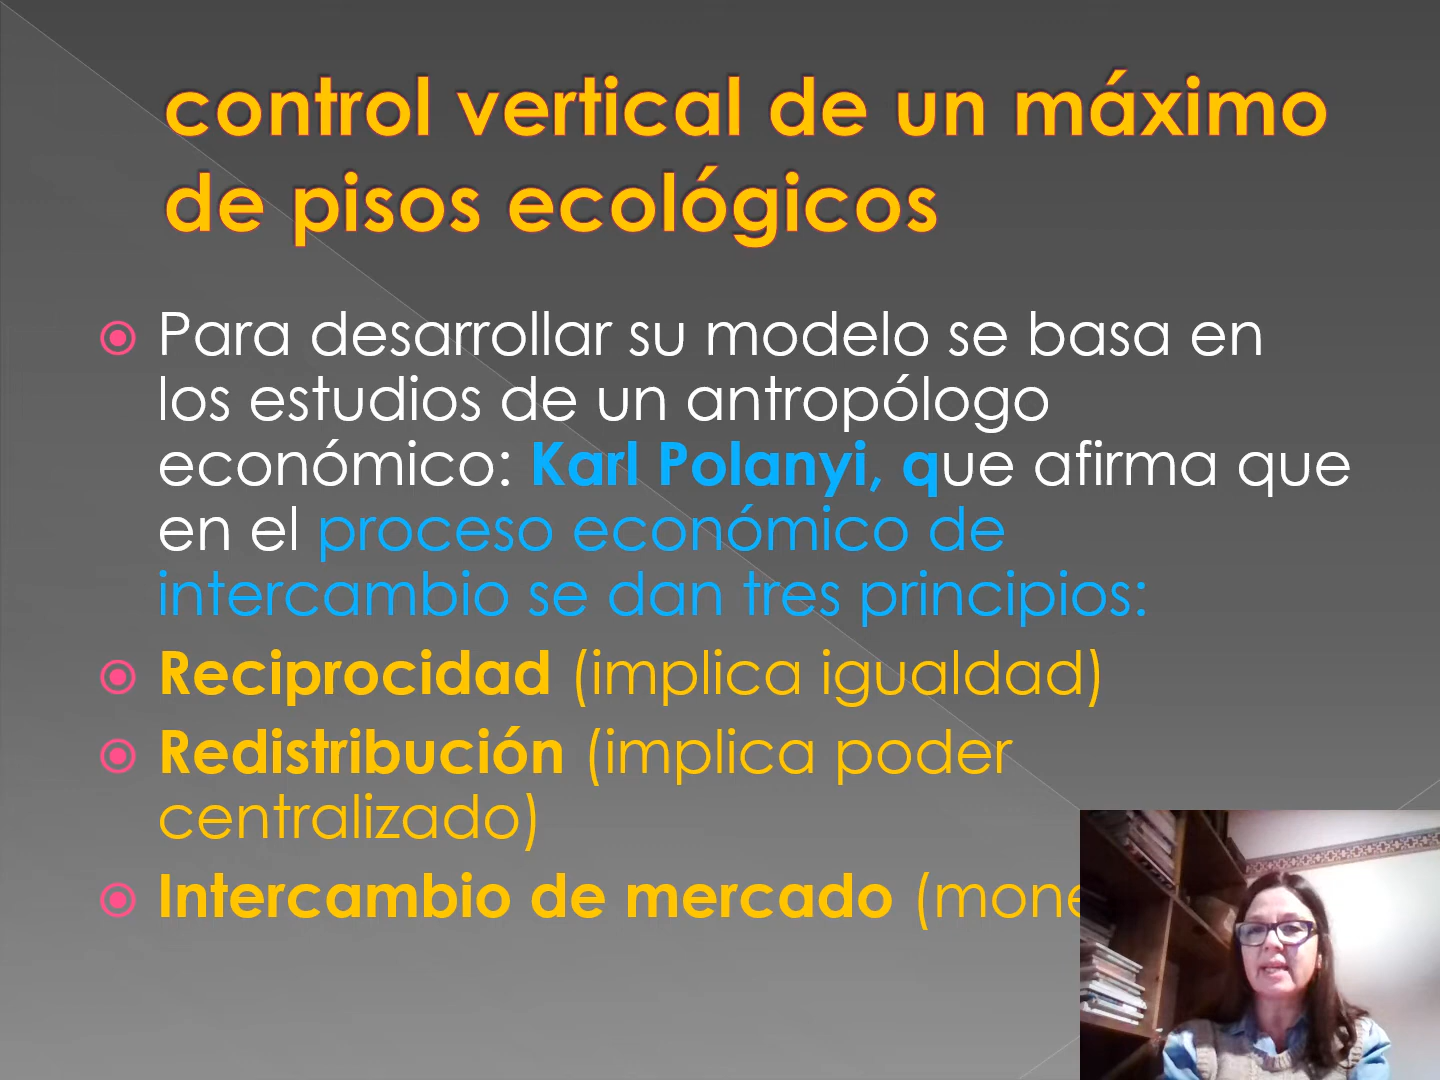 control vertical de un máximo
de pisos ecológicos
Para desarrollar su modelo se basa en
los estudios de un antropólogo
económico: Karl Polanyi, que afirma que
en el proceso económico de
intercambio se dan tres principios:
Reciprocidad (implica igualdad)
Redistribución (implica poder
centralizado)
Intercambio de mercado